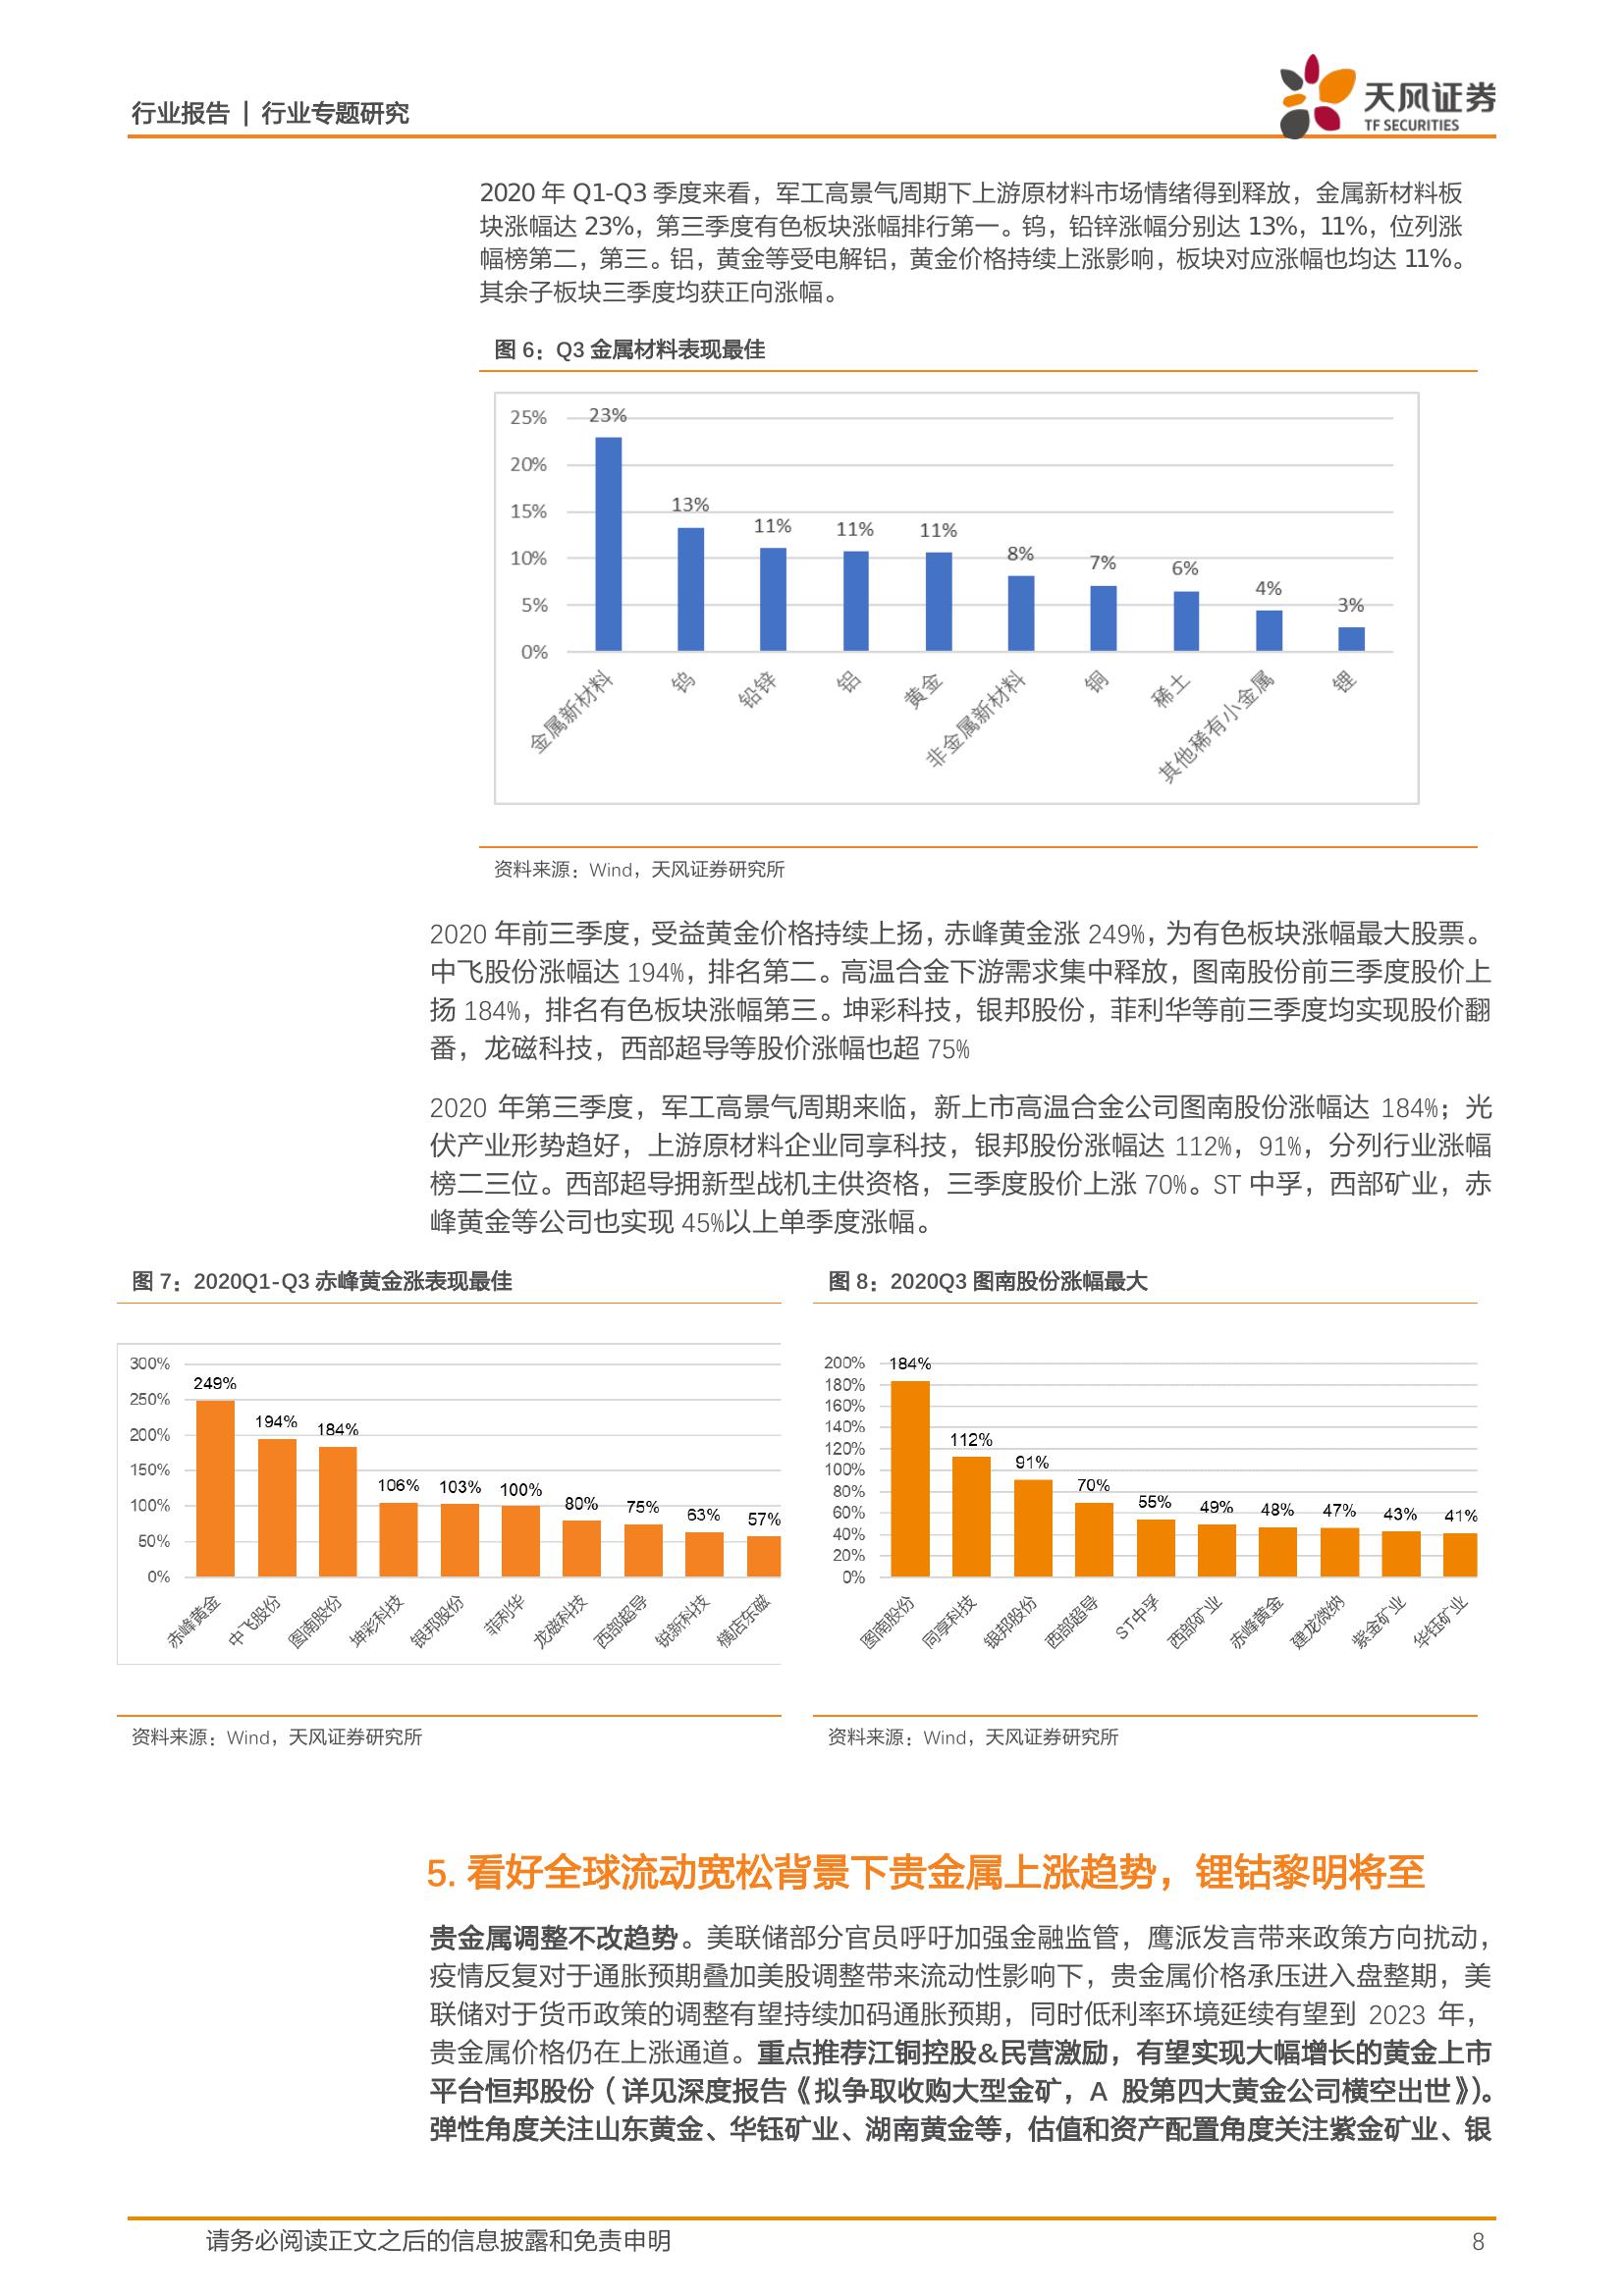 行业报告 | 行业专题研究
天风证券
TF SECURITIES
2020 年 Q1-Q3 季度来看，军工高景气周期下上游原材料市场情绪得到释放，金属新材料板
块涨幅达 23%，第三季度有色板块涨幅排行第一。钨，铅锌涨幅分别达 13%，11%，位列涨
幅榜第二，第三。铝，黄金等受电解铝，黄金价格持续上涨影响，板块对应涨幅也均达 11%。
其余子板块三季度均获正向涨幅。
图 6：Q3 金属材料表现最佳
25%
20%
15%
10%
5%
0%
23%
13%
11%
11%
11%
8%
7%
6%
4%
3%
金属新材料
钨
铅锌
铝
黄金
非金属新材料
铜
稀土
其他稀有小金属
锂
资料来源：Wind，天风证券研究所
2020 年前三季度，受益黄金价格持续上扬，赤峰黄金涨 249%，为有色板块涨幅最大股票。
中飞股份涨幅达 194%，排名第二。高温合金下游需求集中释放，图南股份前三季度股价上
扬 184%，排名有色板块涨幅第三。坤彩科技，银邦股份，菲利华等前三季度均实现股价翻
番，龙磁科技，西部超导等股价涨幅也超 75%
2020 年第三季度，军工高景气周期来临，新上市高温合金公司图南股份涨幅达 184%；光
伏产业形势趋好，上游原材料企业同享科技，银邦股份涨幅达 112%，91%，分列行业涨幅
榜二三位。西部超导拥新型战机主供资格，三季度股价上涨 70%。ST 中孚，西部矿业，赤
峰黄金等公司也实现 45%以上单季度涨幅。
图 7：2020Q1-Q3 赤峰黄金涨表现最佳
300%
250%
200%
150%
100%
50%
0%
249%
194%
184%
106%
103%
100%
80%
75%
63%
57%
赤峰黄金
中飞股份
图南股份
坤彩科技
银邦股份
菲利华
龙磁科技
西部超导
锐新科技
横店东磁
资料来源：Wind，天风证券研究所
图 8：2020Q3 图南股份涨幅最大
200%
180%
160%
140%
120%
100%
80%
60%
40%
20%
0%
184%
112%
91%
70%
55%
49%
48%
47%
43%
41%
图南股份
同享科技
银邦股份
西部超导
ST中孚
西部矿业
赤峰黄金
建龙微纳
紫金矿业
华钰矿业
资料来源：Wind，天风证券研究所
5. 看好全球流动宽松背景下贵金属上涨趋势，锂钴黎明将至
贵金属调整不改趋势。美联储部分官员呼吁加强金融监管，鹰派发言带来政策方向扰动，
疫情反复对于通胀预期叠加美股调整带来流动性影响下，贵金属价格承压进入盘整期，美
联储对于货币政策的调整有望持续加码通胀预期，同时低利率环境延续有望到 2023 年，
贵金属价格仍在上涨通道。重点推荐江铜控股&民营激励，有望实现大幅增长的黄金上市
平台恒邦股份（详见深度报告《拟争取收购大型金矿，A 股第四大黄金公司横空出世》）。
弹性角度关注山东黄金、华钰矿业、湖南黄金等，估值和资产配置角度关注紫金矿业、银
请务必阅读正文之后的信息披露和免责申明
8